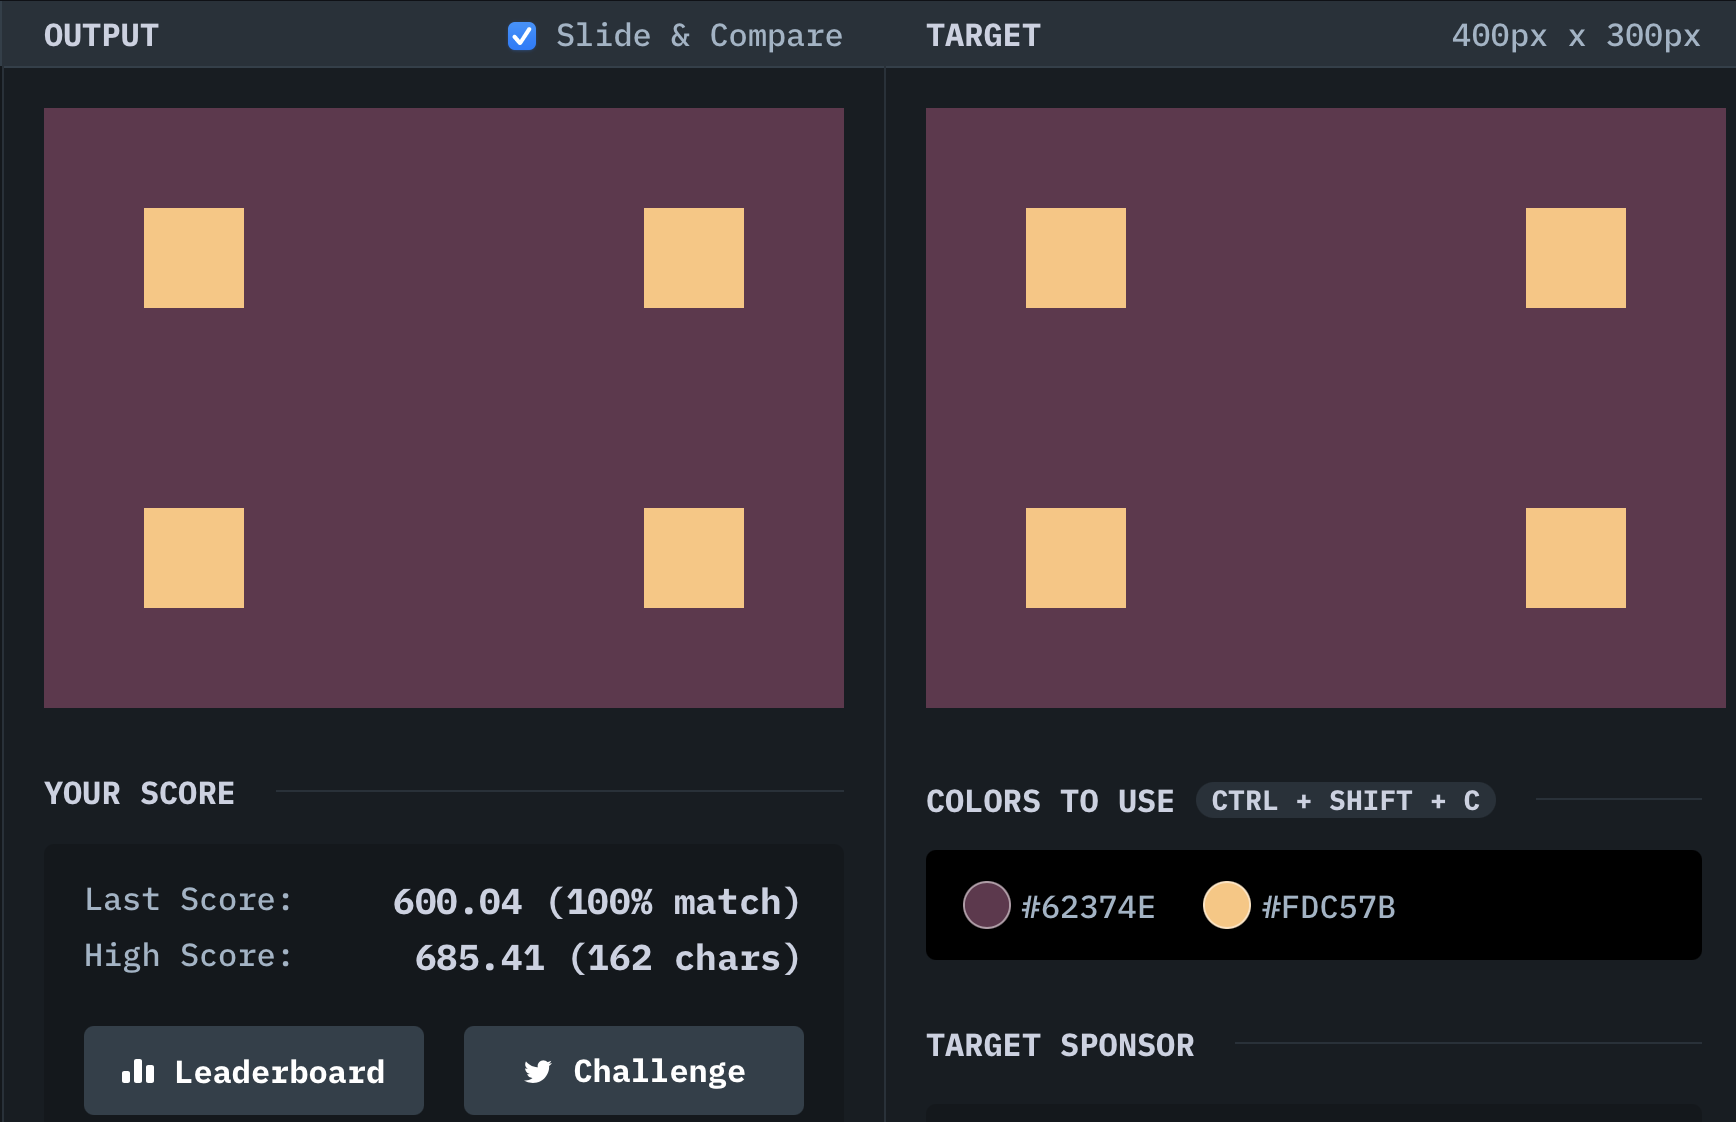 OUTPUT
Slide & Compare
YOUR SCORE
Last Score: 600.04 (100% match)
High Score: 685.41 (162 chars)
Leaderboard
Challenge
TARGET
400px x 300px
COLORS TO USE CTRL + SHIFT + C
#62374E #FDC57B
TARGET SPONSOR